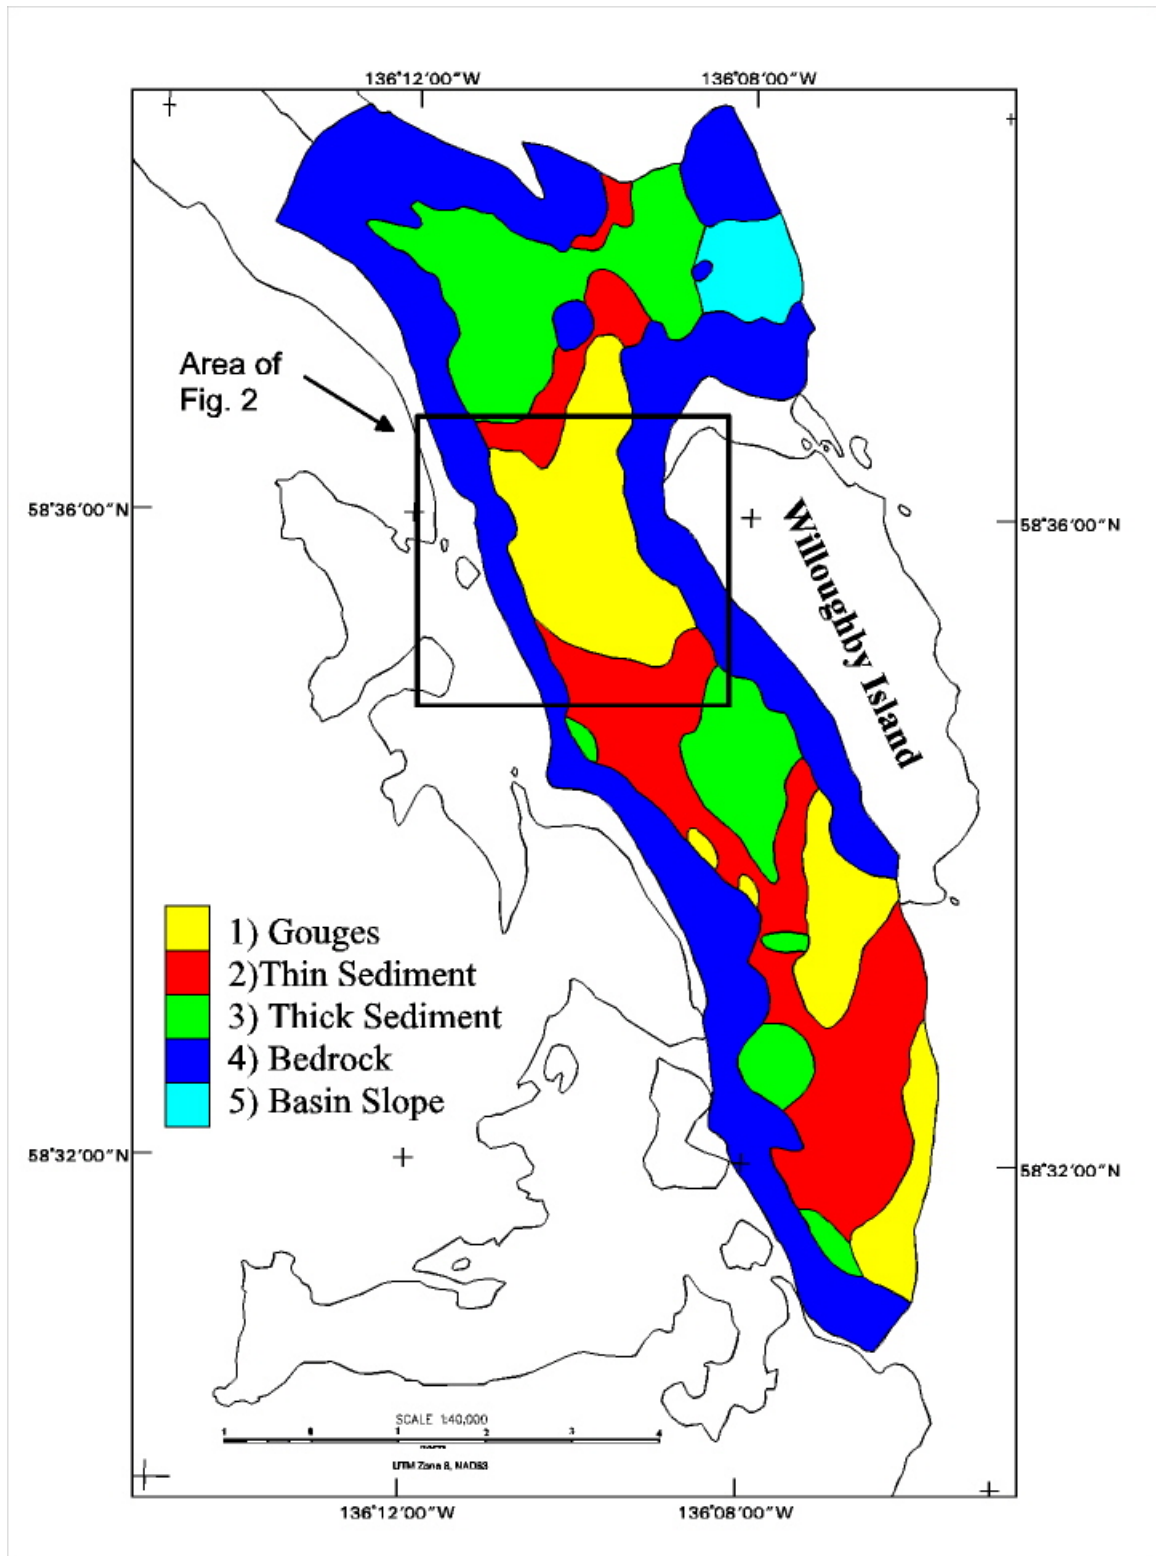 136°12'00"W
136°08'00"W
Area of
Fig. 2
58°36'00"N
58°36'00"N
Willoughby Island
1) Gouges
2)Thin Sediment
3) Thick Sediment
4) Bedrock
5) Basin Slope
58°32'00"N
58°32'00"N
SCALE 1:40,000
1 0 1 2 3 4
UTM Zone 8, NAD83
136°12'00"W
136°08'00"W